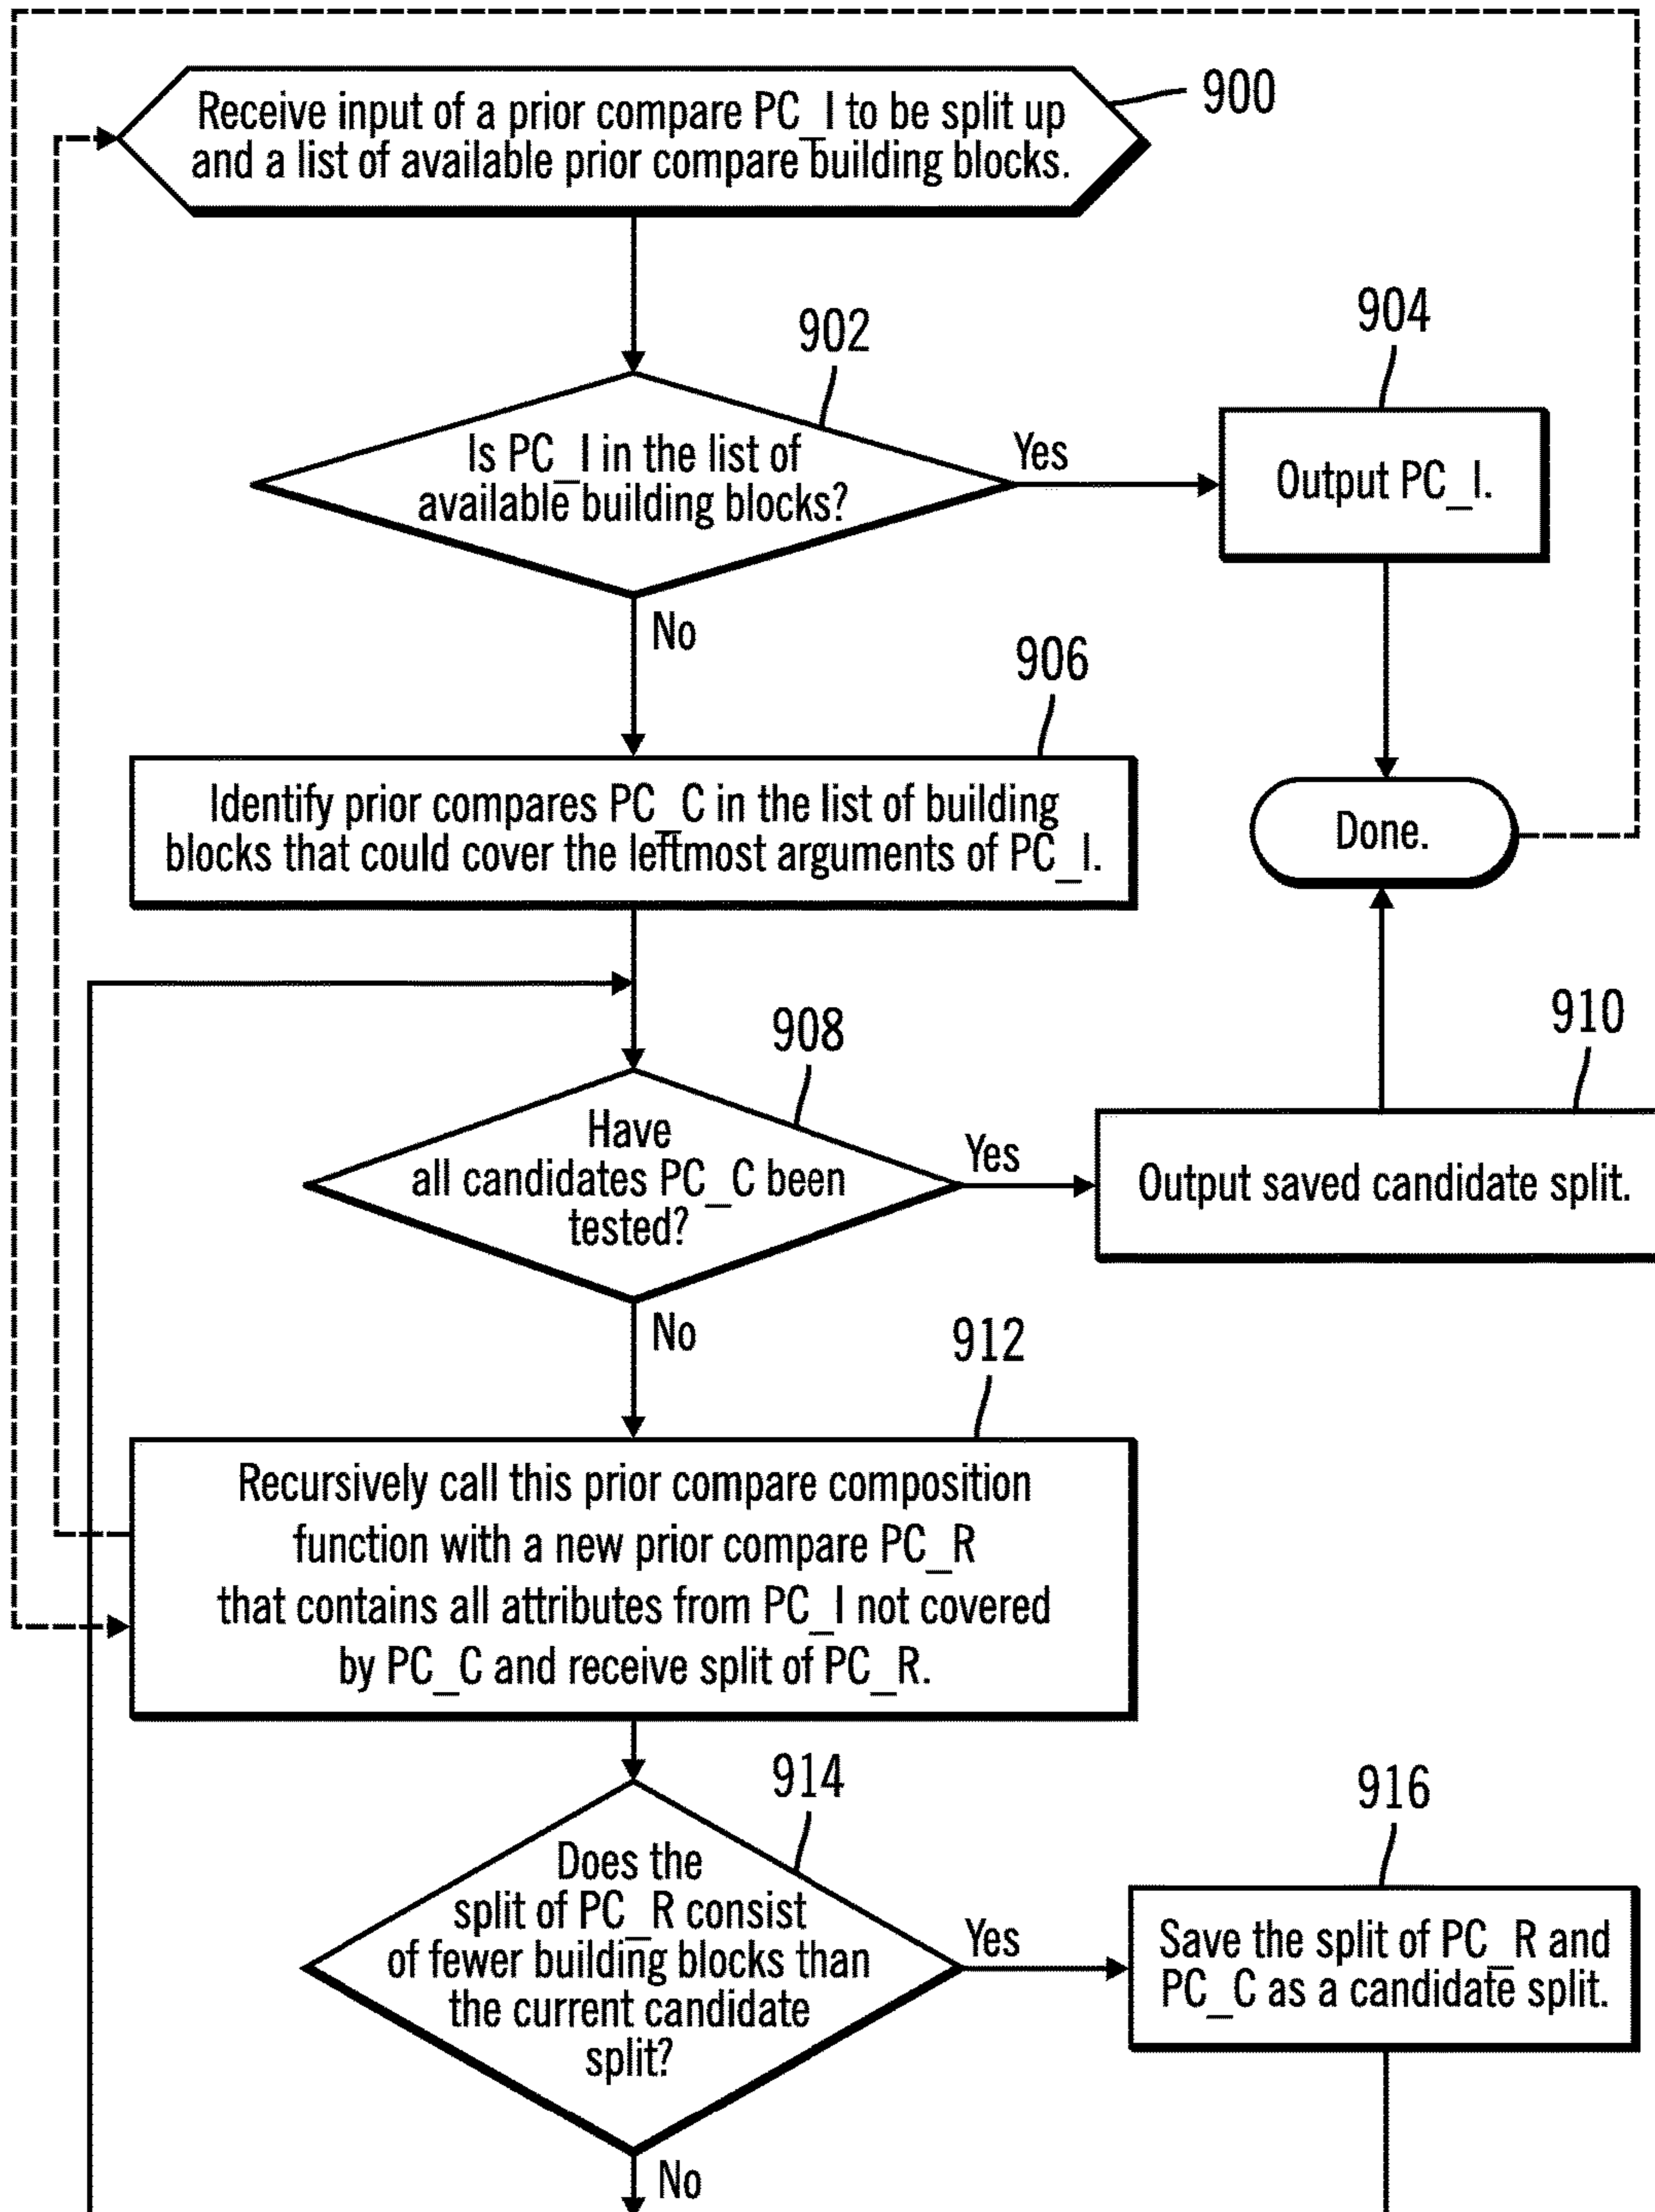 Receive input of a prior compare PC_I to be split up
and a list of available prior compare building blocks.
900
902
Is PC_I in the list of
available building blocks?
Yes
904
Output PC_I.
No
906
Identify prior compares PC_C in the list of building
blocks that could cover the leftmost arguments of PC_I.
Done.
908
Have
all candidates PC_C been
tested?
Yes
910
Output saved candidate split.
No
912
Recursively call this prior compare composition
function with a new prior compare PC_R
that contains all attributes from PC_I not covered
by PC_C and receive split of PC_R.
914
Does the
split of PC_R consist
of fewer building blocks than
the current candidate
split?
Yes
916
Save the split of PC_R and
PC_C as a candidate split.
No